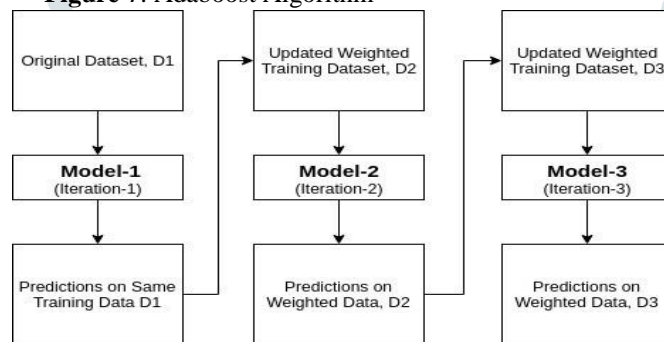 Figure 7. Adaboost Algorithm
Original Dataset, D1
Model-1
(Iteration-1)
Predictions on Same
Training Data D1
Updated Weighted
Training Dataset, D2
Model-2
(Iteration-2)
Predictions on
Weighted Data, D2
Updated Weighted
Training Dataset, D3
Model-3
(Iteration-3)
Predictions on
Weighted Data, D3